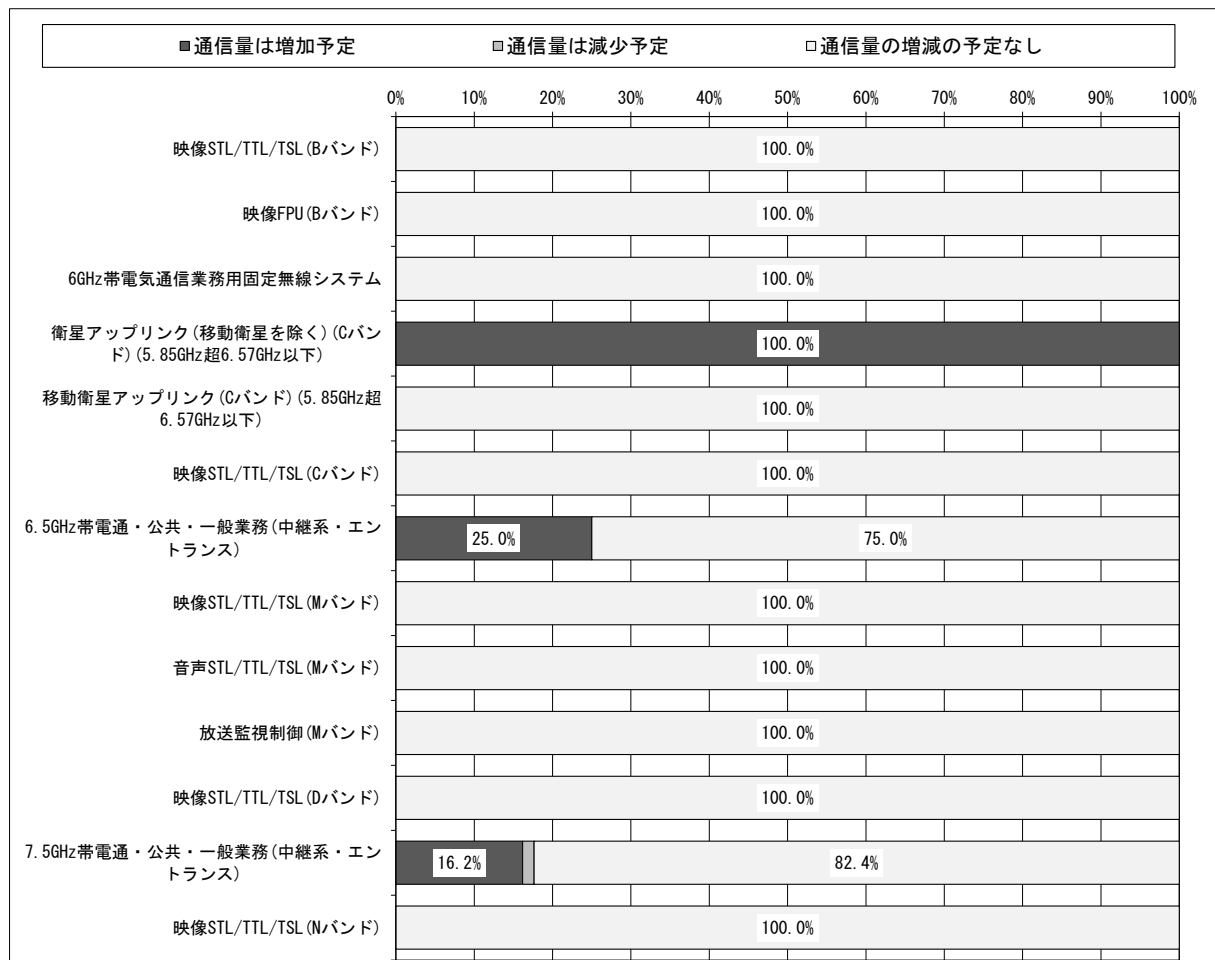 ■通信量は増加予定 ■通信量は減少予定 □通信量の増減の予定なし
0% 10% 20% 30% 40% 50% 60% 70% 80% 90% 100%
映像STL/TTL/TSL(Bバンド) 100.0%
映像FPU(Bバンド) 100.0%
6GHz帯電気通信業務用固定無線システム 100.0%
衛星アップリンク(移動衛星を除く)(Cバン
ド)(5.85GHz超6.57GHz以下) 100.0%
移動衛星アップリンク(Cバンド)(5.85GHz超
6.57GHz以下) 100.0%
映像STL/TTL/TSL(Cバンド) 100.0%
6.5GHz帯電通・公共・一般業務(中継系・エン
トランス) 25.0% 75.0%
映像STL/TTL/TSL(Mバンド) 100.0%
音声STL/TTL/TSL(Mバンド) 100.0%
放送監視制御(Mバンド) 100.0%
映像STL/TTL/TSL(Dバンド) 100.0%
7.5GHz帯電通・公共・一般業務(中継系・エン
トランス) 16.2% 82.4%
映像STL/TTL/TSL(Nバンド) 100.0%